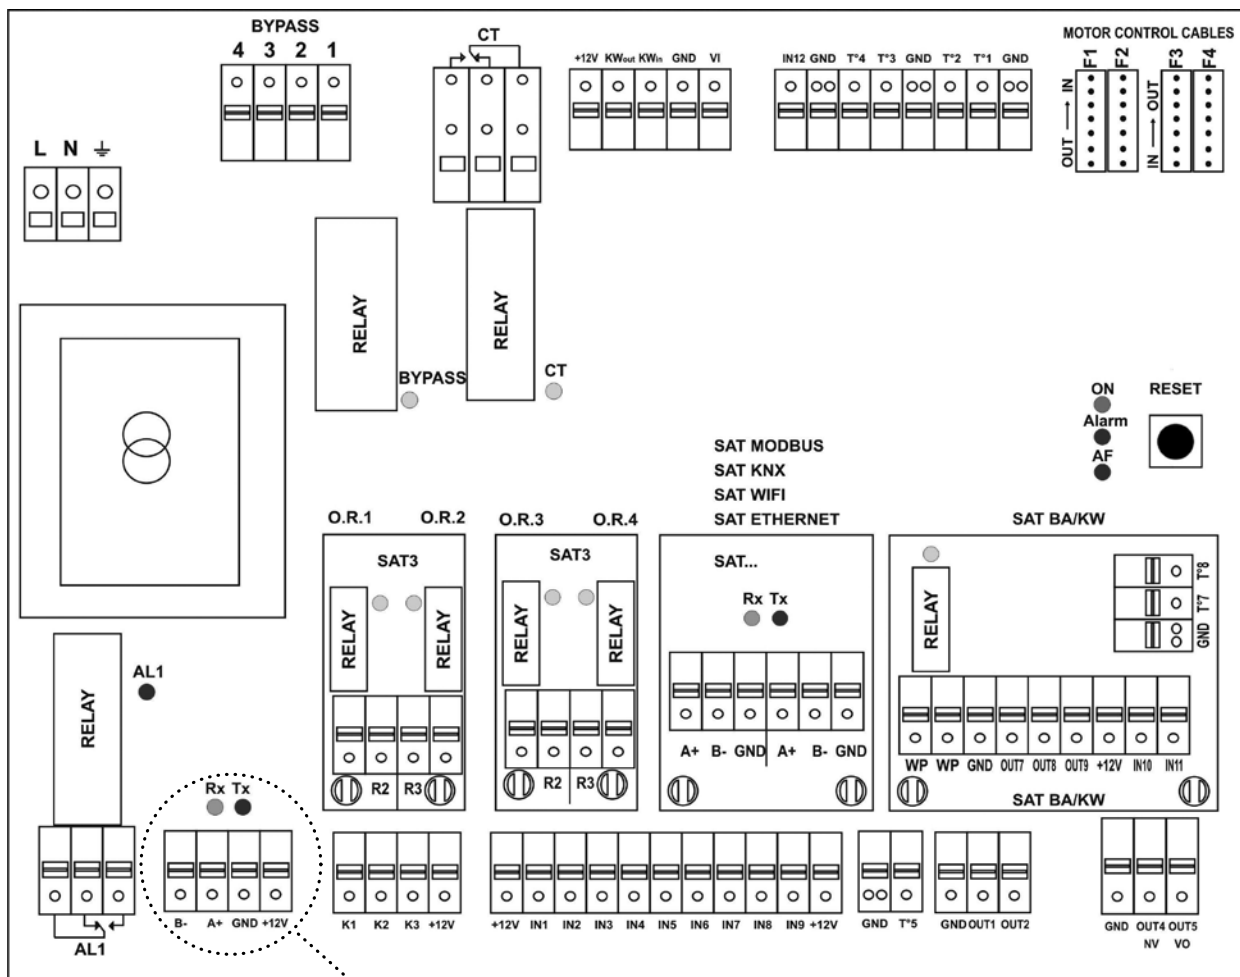 BYPASS
4 3 2 1
CT
+12V KWout KWin GND VI
IN12 GND T°4 T°3 GND T°2 T°1 GND
MOTOR CONTROL CABLES
F1 F2 F3 F4
OUT → IN
IN → OUT
L N
RELAY
RELAY
BYPASS
CT
ON
Alarm
AF
RESET
SAT MODBUS
SAT KNX
SAT WIFI
SAT ETHERNET
O.R.1 O.R.2
SAT3
RELAY
RELAY
R2 R3
O.R.3 O.R.4
SAT3
RELAY
RELAY
R2 R3
SAT...
Rx Tx
A+ B- GND A+ B- GND
SAT BA/KW
RELAY
T°8
T°7
GND
WP WP GND OUT7 OUT8 OUT9 +12V IN10 IN11
SAT BA/KW
RELAY
AL1
AL1
Rx Tx
B- A+ GND +12V
K1 K2 K3 +12V
+12V IN1 IN2 IN3 IN4 IN5 IN6 IN7 IN8 IN9 +12V
GND T°5
GND OUT1 OUT2
GND OUT4 OUT5
NV VO